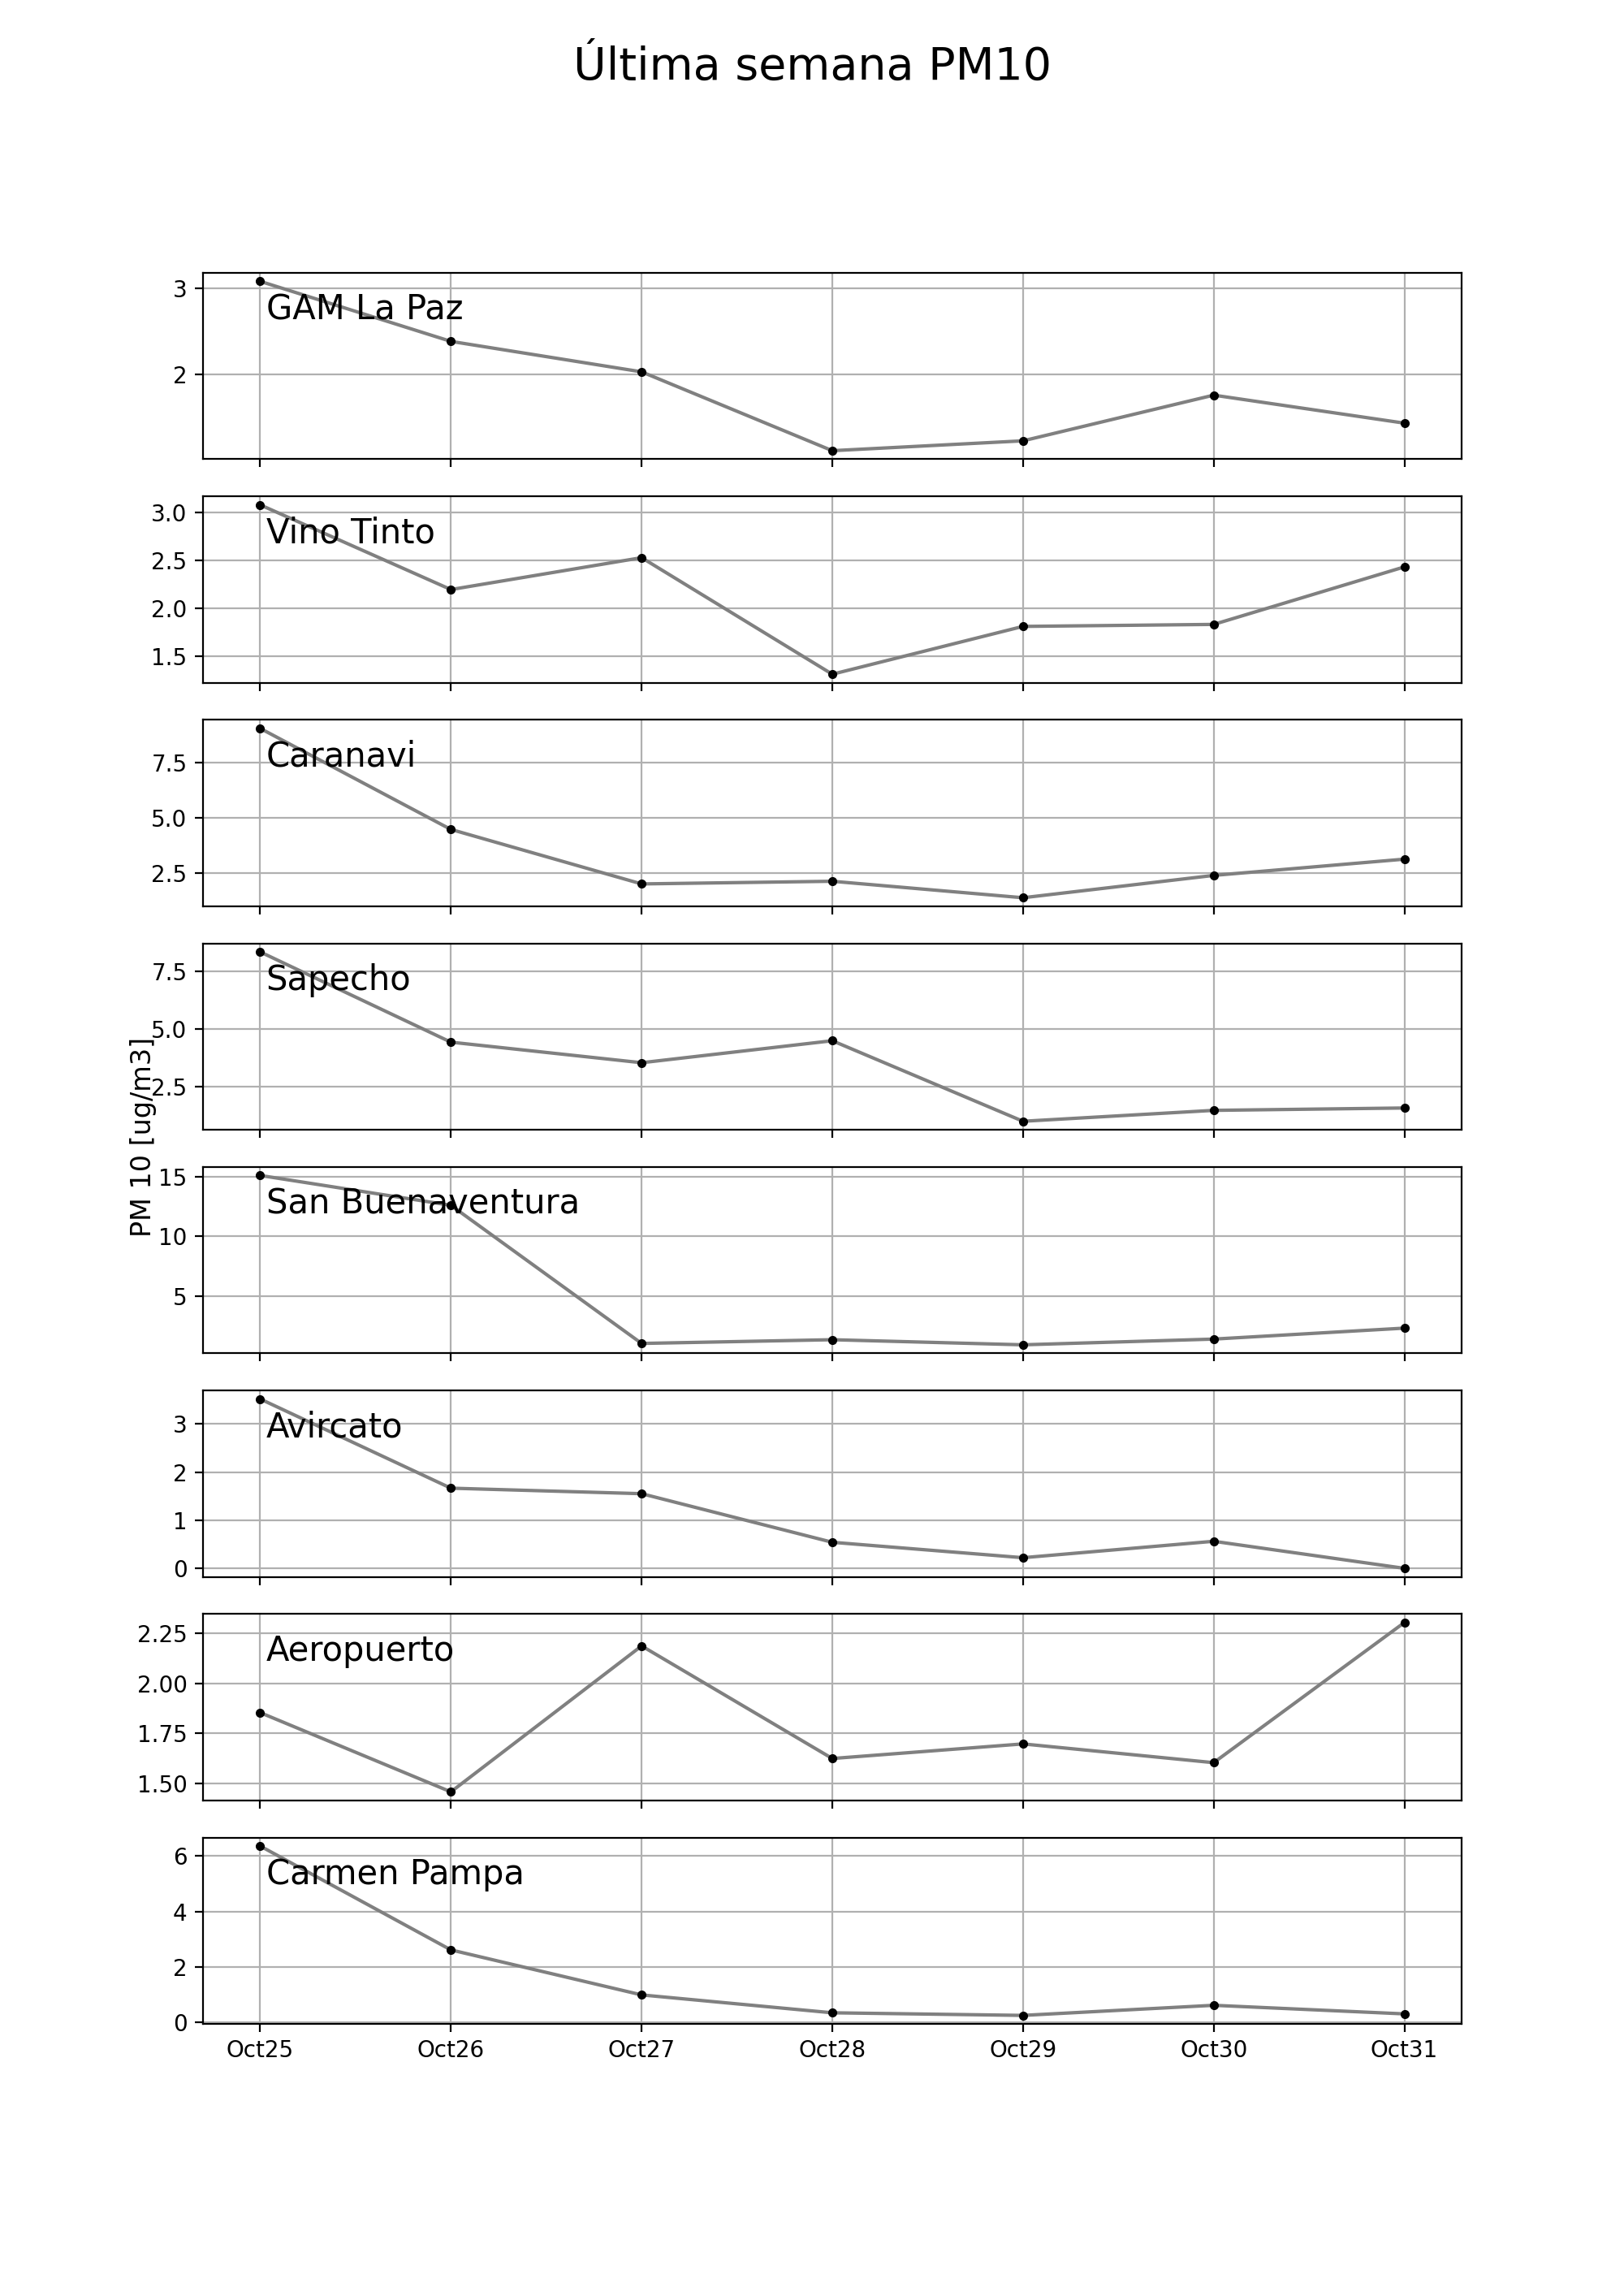 Última semana PM10
3
GAM La Paz
2
3.0
Vino Tinto
2.5
2.0
1.5
Caranavi
7.5
5.0
2.5
7.5
Sapecho
5.0
2.5
PM 10 [ug/m3]
15
San Buenaventura
10
5
3
Avircato
2
1
0
2.25
Aeropuerto
2.00
1.75
1.50
6
Carmen Pampa
4
2
0
Oct25 Oct26 Oct27 Oct28 Oct29 Oct30 Oct31